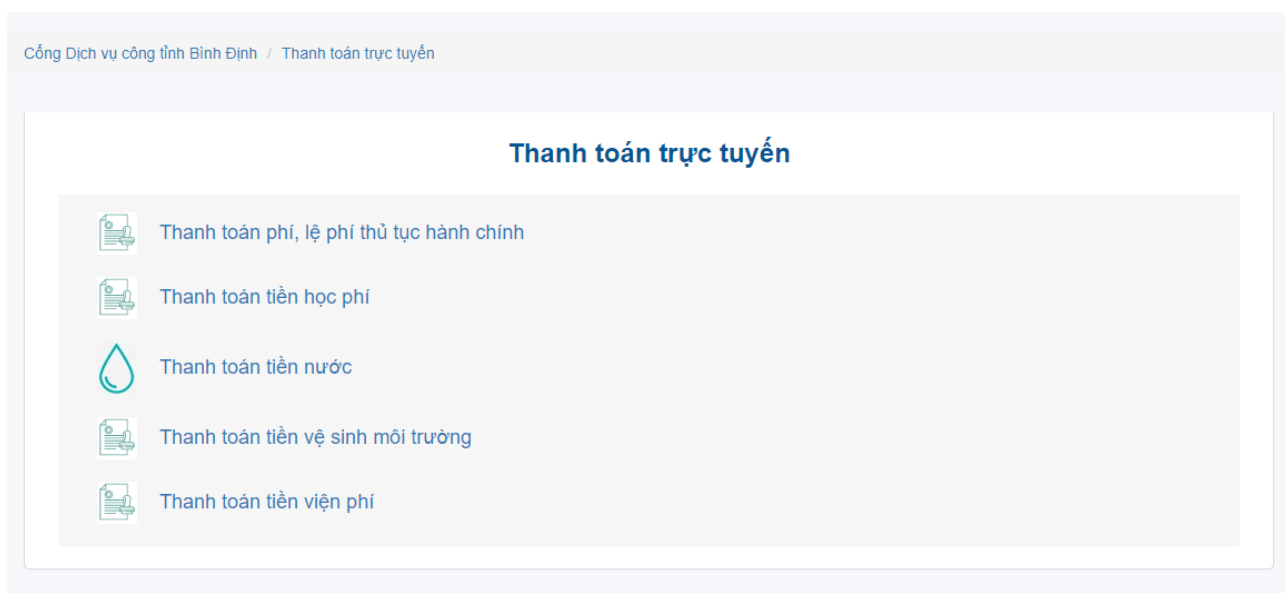 Cổng Dịch vụ công tỉnh Bình Định / Thanh toán trực tuyến
Thanh toán trực tuyến
Thanh toán phí, lệ phí thủ tục hành chính
Thanh toán tiền học phí
Thanh toán tiền nước
Thanh toán tiền vệ sinh môi trường
Thanh toán tiền viện phí